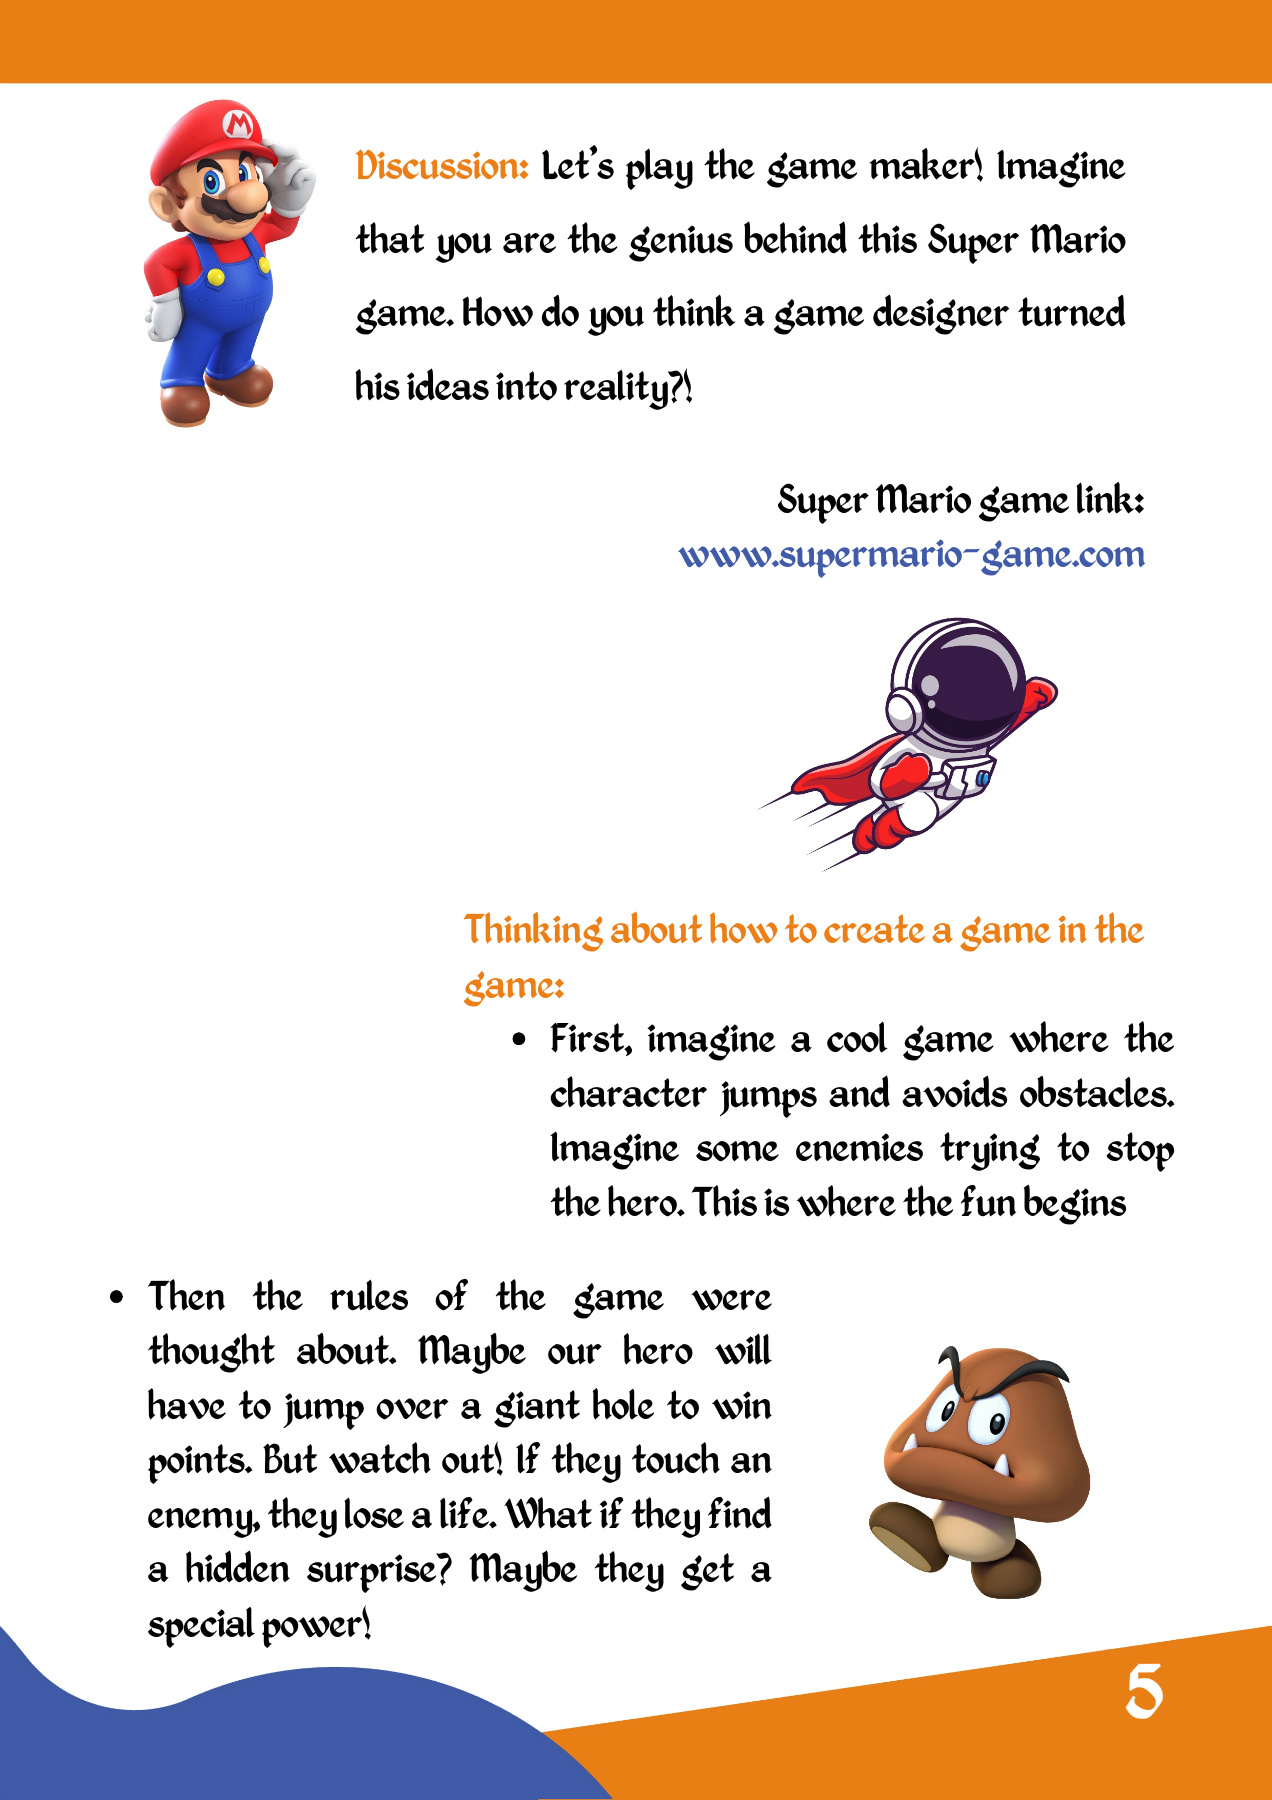 M
Discussion: Let's play the game maker! Imagine
that you are the genius behind this Super Mario
game. How do you think a game designer turned
his ideas into reality?!
Super Mario game link:
www.supermario-game.com
Thinking about how to create a game in the
game:
• First, imagine a cool game where the
character jumps and avoids obstacles.
Imagine some enemies trying to stop
the hero. This is where the fun begins
• Then the rules of the game were
thought about. Maybe our hero will
have to jump over a giant hole to win
points. But watch out! If they touch an
enemy, they lose a life. What if they find
a hidden surprise? Maybe they get a
special power!
5